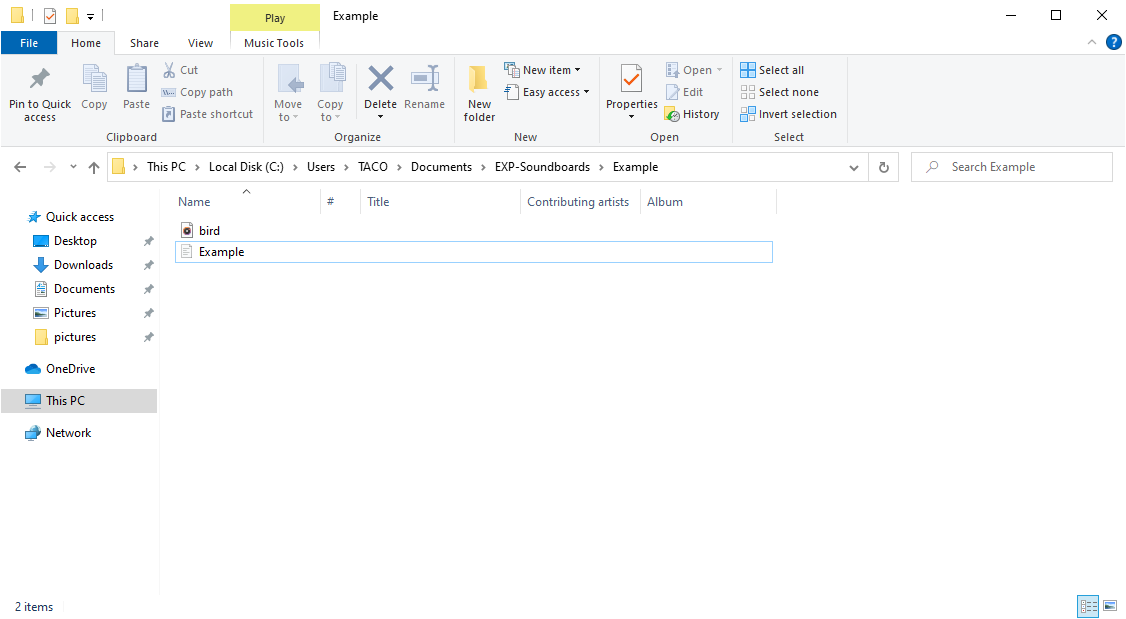 Play Example
File Home Share View Music Tools
Pin to Quick access
Copy
Paste
Cut
Copy path
Paste shortcut
Clipboard
Move to
Copy to
Delete
Rename
Organize
New folder
New item
Easy access
New
Properties
Open
Edit
History
Open
Select all
Select none
Invert selection
Select
This PC > Local Disk (C:) > Users > TACO > Documents > EXP-Soundboards > Example
Search Example
Name # Title Contributing artists Album
bird
Example
Quick access
Desktop
Downloads
Documents
Pictures
pictures
OneDrive
This PC
Network
2 items